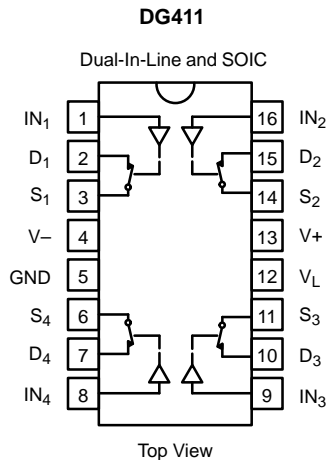 DG411
Dual-In-Line and SOIC
IN1 1 16 IN2
D1 2 15 D2
S1 3 14 S2
V– 4 13 V+
GND 5 12 VL
S4 6 11 S3
D4 7 10 D3
IN4 8 9 IN3
Top View